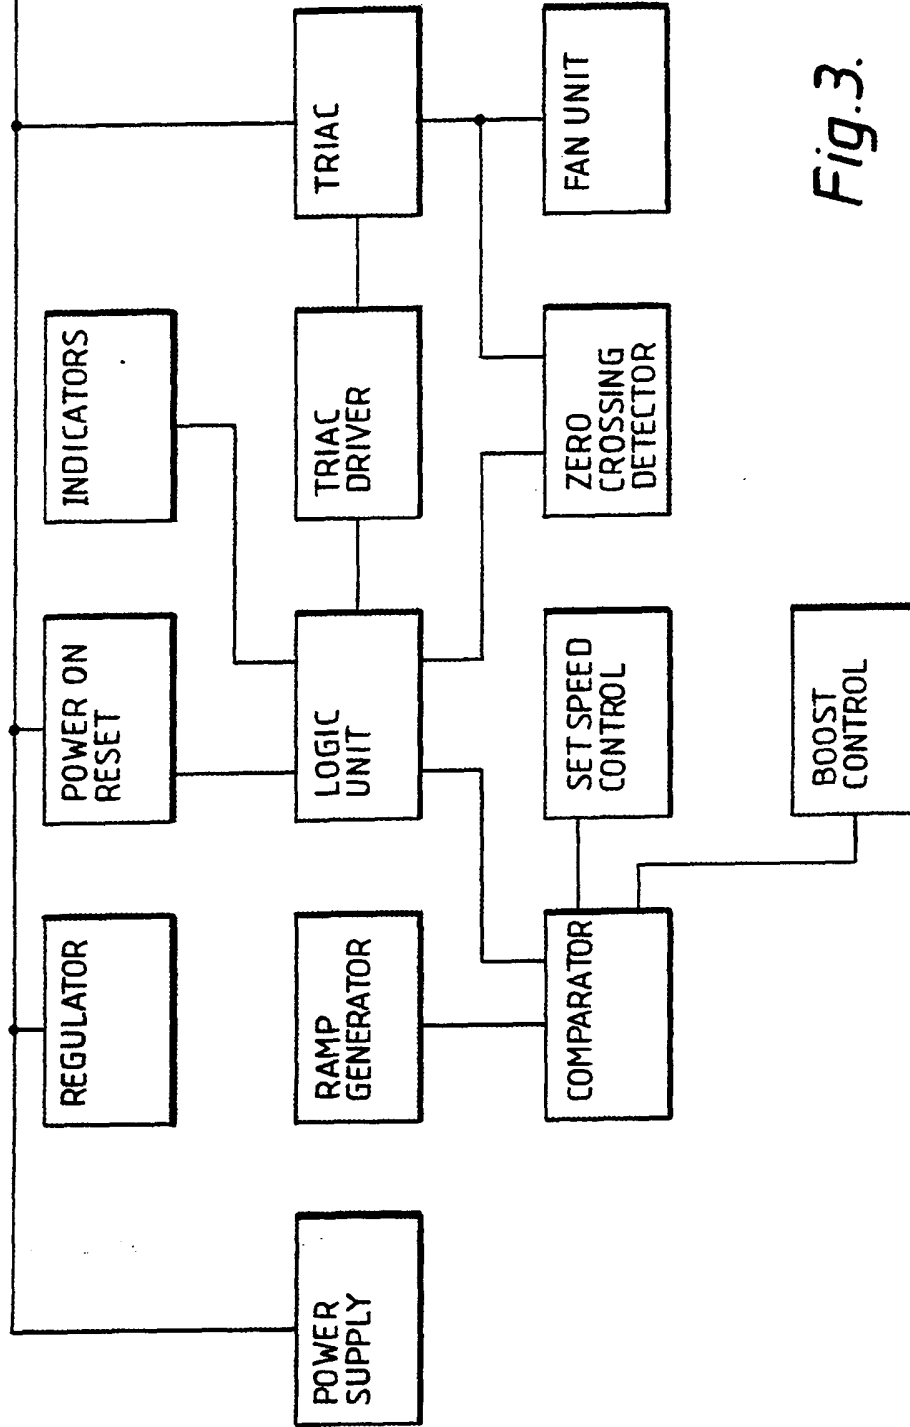 REGULATOR
POWER ON
RESET
INDICATORS
POWER
SUPPLY
RAMP
GENERATOR
LOGIC
UNIT
TRIAC
DRIVER
TRIAC
COMPARATOR
SET SPEED
CONTROL
ZERO
CROSSING
DETECTOR
FAN UNIT
BOOST
CONTROL
Fig.3.